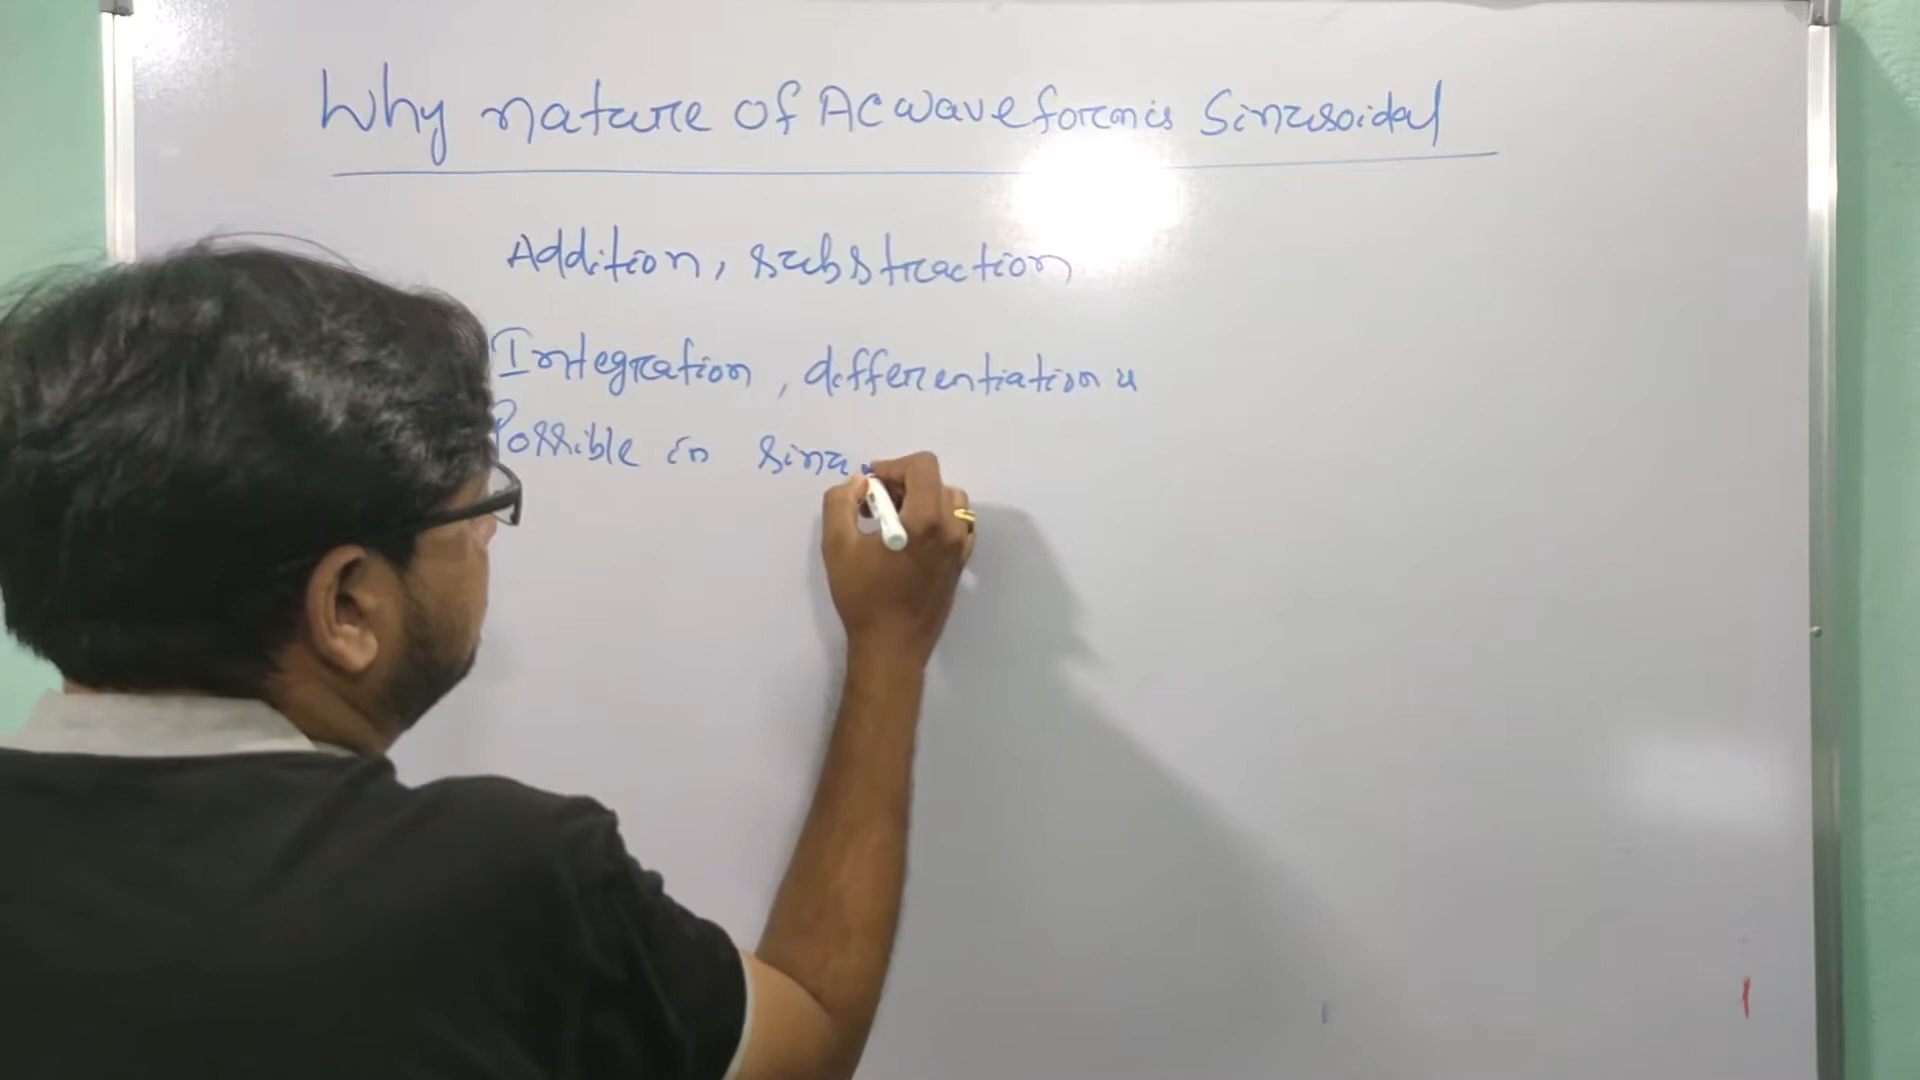 Why nature of AC waveform is Sinusoidal
Addition, substraction
Integration, differentiation is
Possible in sinu